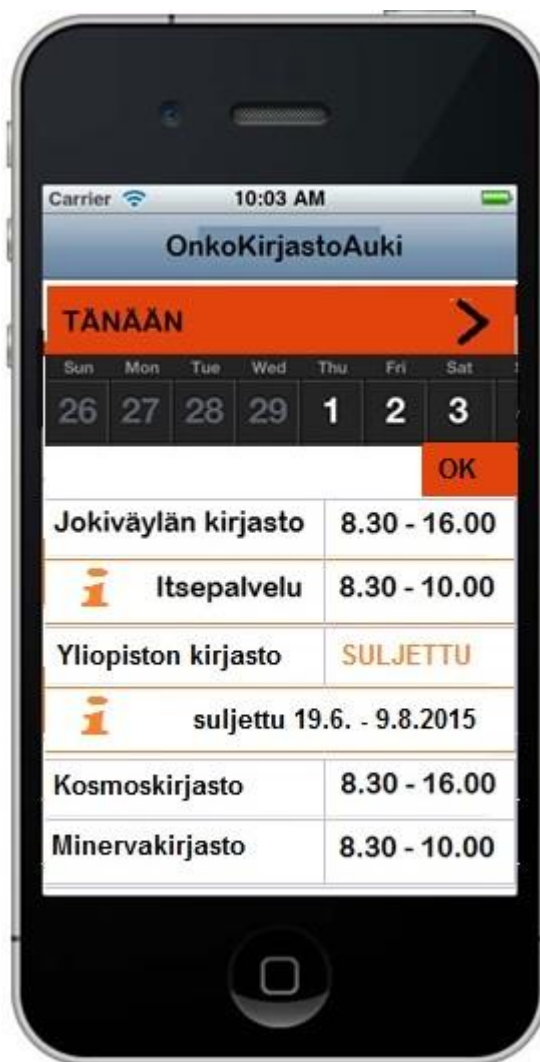 Carrier 10:03 AM
OnkoKirjastoAuki
TÄNÄÄN
Sun Mon Tue Wed Thu Fri Sat
26 27 28 29 1 2 3
OK
Jokiväylän kirjasto 8.30 - 16.00
i Itsepalvelu 8.30 - 10.00
Yliopiston kirjasto SULJETTU
i suljettu 19.6. - 9.8.2015
Kosmoskirjasto 8.30 - 16.00
Minervakirjasto 8.30 - 10.00